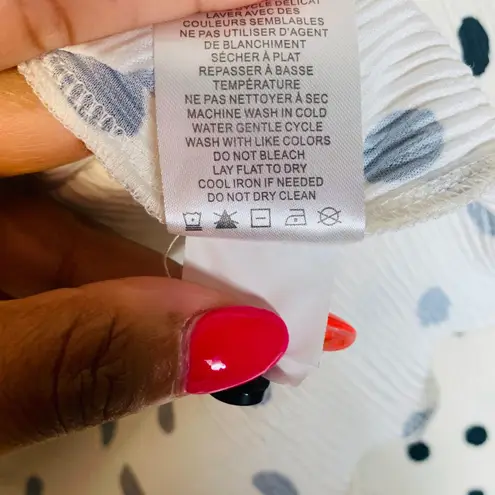 CYCLE DÉLICAT
LAVER AVEC DES
COULEURS SEMBLABLES
NE PAS UTILISER D'AGENT
DE BLANCHIMENT
SÉCHER À PLAT
REPASSER À BASSE
TEMPÉRATURE
NE PAS NETTOYER À SEC
MACHINE WASH IN COLD
WATER GENTLE CYCLE
WASH WITH LIKE COLORS
DO NOT BLEACH
LAY FLAT TO DRY
COOL IRON IF NEEDED
DO NOT DRY CLEAN